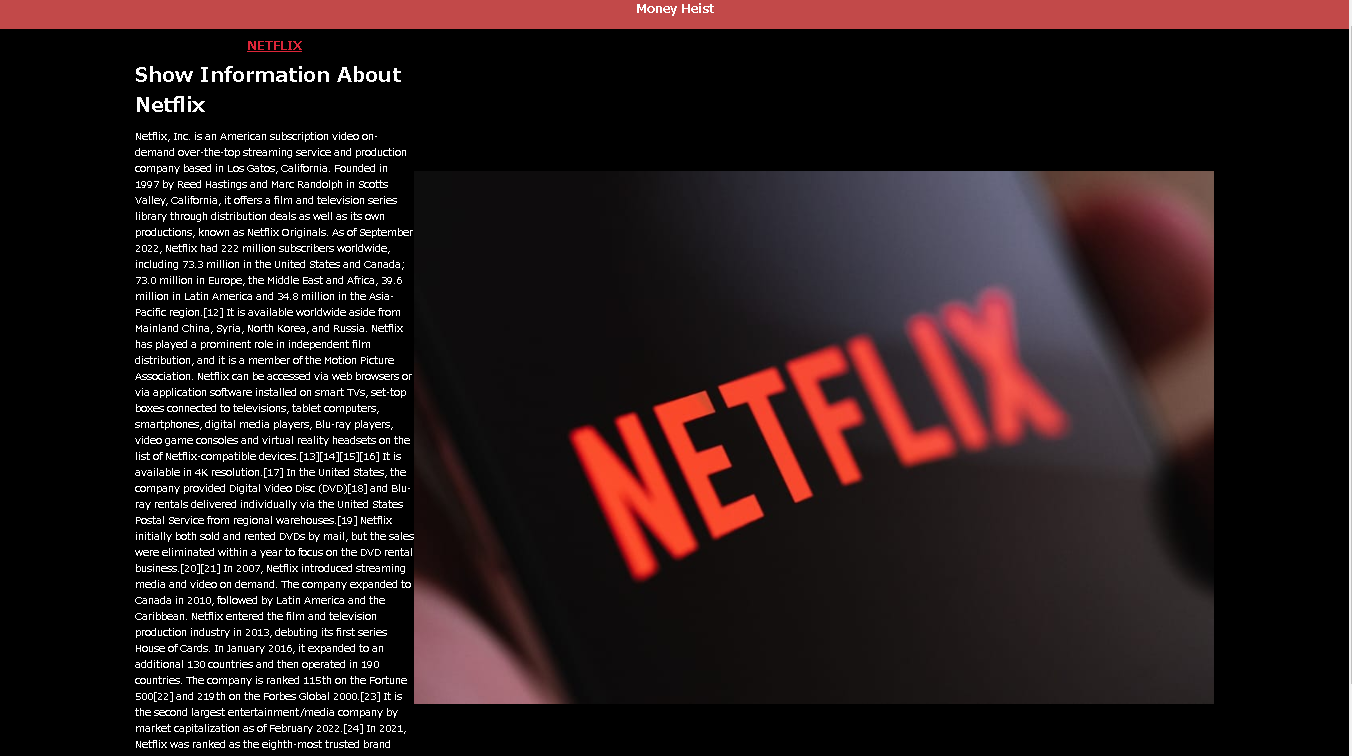 Money Heist
NETFLIX
Show Information About
Netflix
Netflix, Inc. is an American subscription video on-
demand over-the-top streaming service and production
company based in Los Gatos, California. Founded in
1997 by Reed Hastings and Marc Randolph in Scotts
Valley, California, it offers a film and television series
library through distribution deals as well as its own
productions, known as Netflix Originals. As of September
2022, Netflix had 222 million subscribers worldwide,
including 73.3 million in the United States and Canada;
73.0 million in Europe, the Middle East and Africa, 39.6
million in Latin America and 34.8 million in the Asia-
Pacific region.[12] It is available worldwide aside from
Mainland China, Syria, North Korea, and Russia. Netflix
has played a prominent role in independent film
distribution, and it is a member of the Motion Picture
Association. Netflix can be accessed via web browsers or
via application software installed on smart TVs, set-top
boxes connected to televisions, tablet computers,
smartphones, digital media players, Blu-ray players,
video game consoles and virtual reality headsets on the
list of Netflix-compatible devices.[13][14][15][16] It is
available in 4K resolution.[17] In the United States, the
company provided Digital Video Disc (DVD)[18] and Blu-
ray rentals delivered individually via the United States
Postal Service from regional warehouses.[19] Netflix
initially both sold and rented DVDs by mail, but the sales
were eliminated within a year to focus on the DVD rental
business.[20][21] In 2007, Netflix introduced streaming
media and video on demand. The company expanded to
Canada in 2010, followed by Latin America and the
Caribbean. Netflix entered the film and television
production industry in 2013, debuting its first series
House of Cards. In January 2016, it expanded to an
additional 130 countries and then operated in 190
countries. The company is ranked 115th on the Fortune
500[22] and 219th on the Forbes Global 2000.[23] It is
the second largest entertainment/media company by
market capitalization as of February 2022.[24] In 2021,
Netflix was ranked as the eighth-most trusted brand
NETFLIX